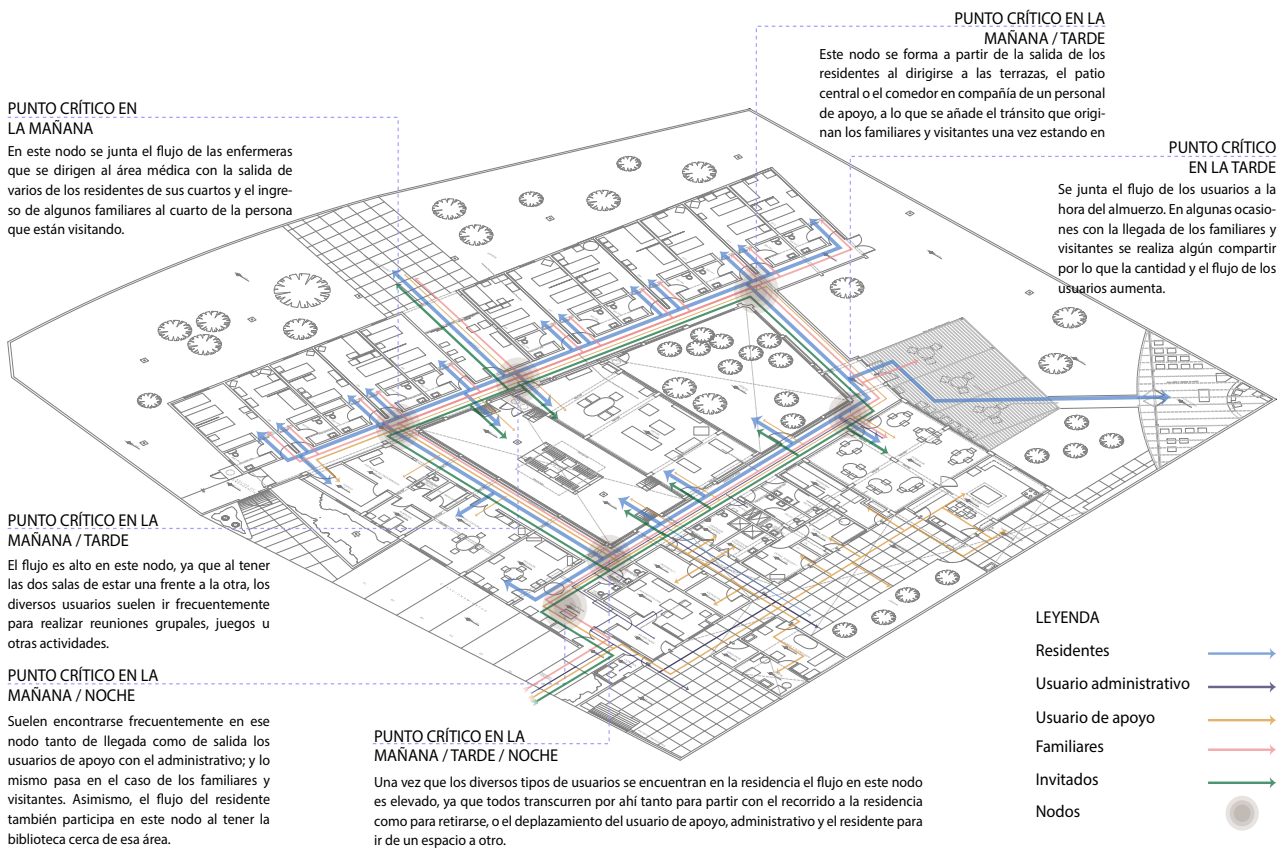 PUNTO CRÍTICO EN LA
MAÑANA / TARDE
Este nodo se forma a partir de la salida de los
residentes al dirigirse a las terrazas, el patio
central o el comedor en compañía de un personal
de apoyo, a lo que se añade el tránsito que origi-
nan los familiares y visitantes una vez estando en
PUNTO CRÍTICO EN
LA MAÑANA
En este nodo se junta el flujo de las enfermeras
que se dirigen al área médica con la salida de
varios de los residentes de sus cuartos y el ingre-
so de algunos familiares al cuarto de la persona
que están visitando.
PUNTO CRÍTICO
EN LA TARDE
Se junta el flujo de los usuarios a la
hora del almuerzo. En algunas ocasio-
nes con la llegada de los familiares y
visitantes se realiza algún compartir
por lo que la cantidad y el flujo de los
usuarios aumenta.
PUNTO CRÍTICO EN LA
MAÑANA / TARDE
El flujo es alto en este nodo, ya que al tener
las dos salas de estar una frente a la otra, los
diversos usuarios suelen ir frecuentemente
para realizar reuniones grupales, juegos u
otras actividades.
PUNTO CRÍTICO EN LA
MAÑANA / NOCHE
Suelen encontrarse frecuentemente en ese
nodo tanto de llegada como de salida los
usuarios de apoyo con el administrativo; y lo
mismo pasa en el caso de los familiares y
visitantes. Asimismo, el flujo del residente
también participa en este nodo al tener la
biblioteca cerca de esa área.
PUNTO CRÍTICO EN LA
MAÑANA / TARDE / NOCHE
Una vez que los diversos tipos de usuarios se encuentran en la residencia el flujo en este nodo
es elevado, ya que todos transcurren por ahí tanto para partir con el recorrido a la residencia
como para retirarse, o el deplazamiento del usuario de apoyo, administrativo y el residente para
ir de un espacio a otro.
LEYENDA
Residentes
Usuario administrativo
Usuario de apoyo
Familiares
Invitados
Nodos